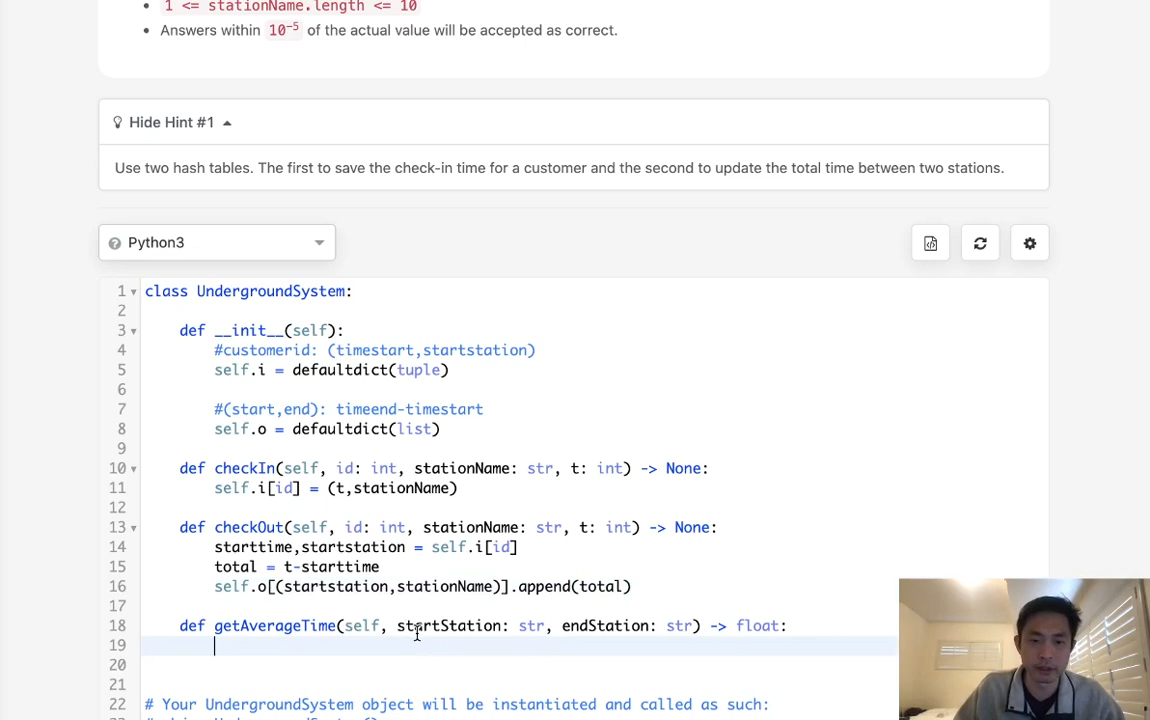 1 <= stationName.length <= 10
Answers within 10⁻⁵ of the actual value will be accepted as correct.
Hide Hint #1
Use two hash tables. The first to save the check-in time for a customer and the second to update the total time between two stations.
Python3
1 class UndergroundSystem:
2
3 def __init__(self):
4 #customerid: (timestart,startstation)
5 self.i = defaultdict(tuple)
6
7 #(start,end): timeend-timestart
8 self.o = defaultdict(list)
9
10 def checkIn(self, id: int, stationName: str, t: int) -> None:
11 self.i[id] = (t,stationName)
12
13 def checkOut(self, id: int, stationName: str, t: int) -> None:
14 starttime,startstation = self.i[id]
15 total = t-starttime
16 self.o[(startstation,stationName)].append(total)
17
18 def getAverageTime(self, startStation: str, endStation: str) -> float:
19
20
21
22 # Your UndergroundSystem object will be instantiated and called as such: